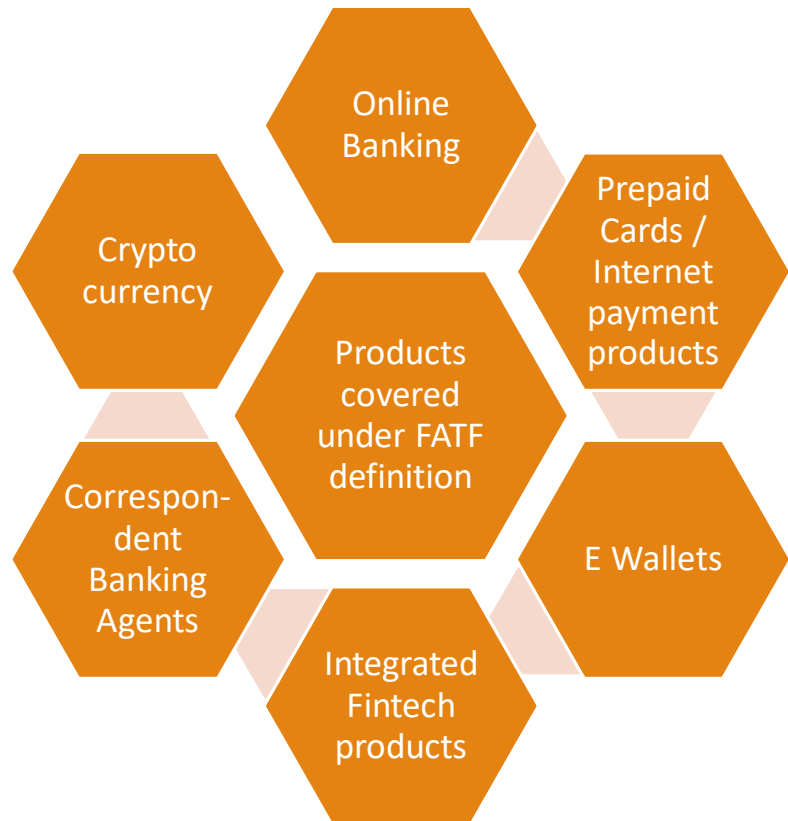 Online
Banking
Prepaid
Cards /
Internet
payment
products
E Wallets
Integrated
Fintech
products
Correspon-
dent
Banking
Agents
Crypto
currency
Products
covered
under FATF
definition